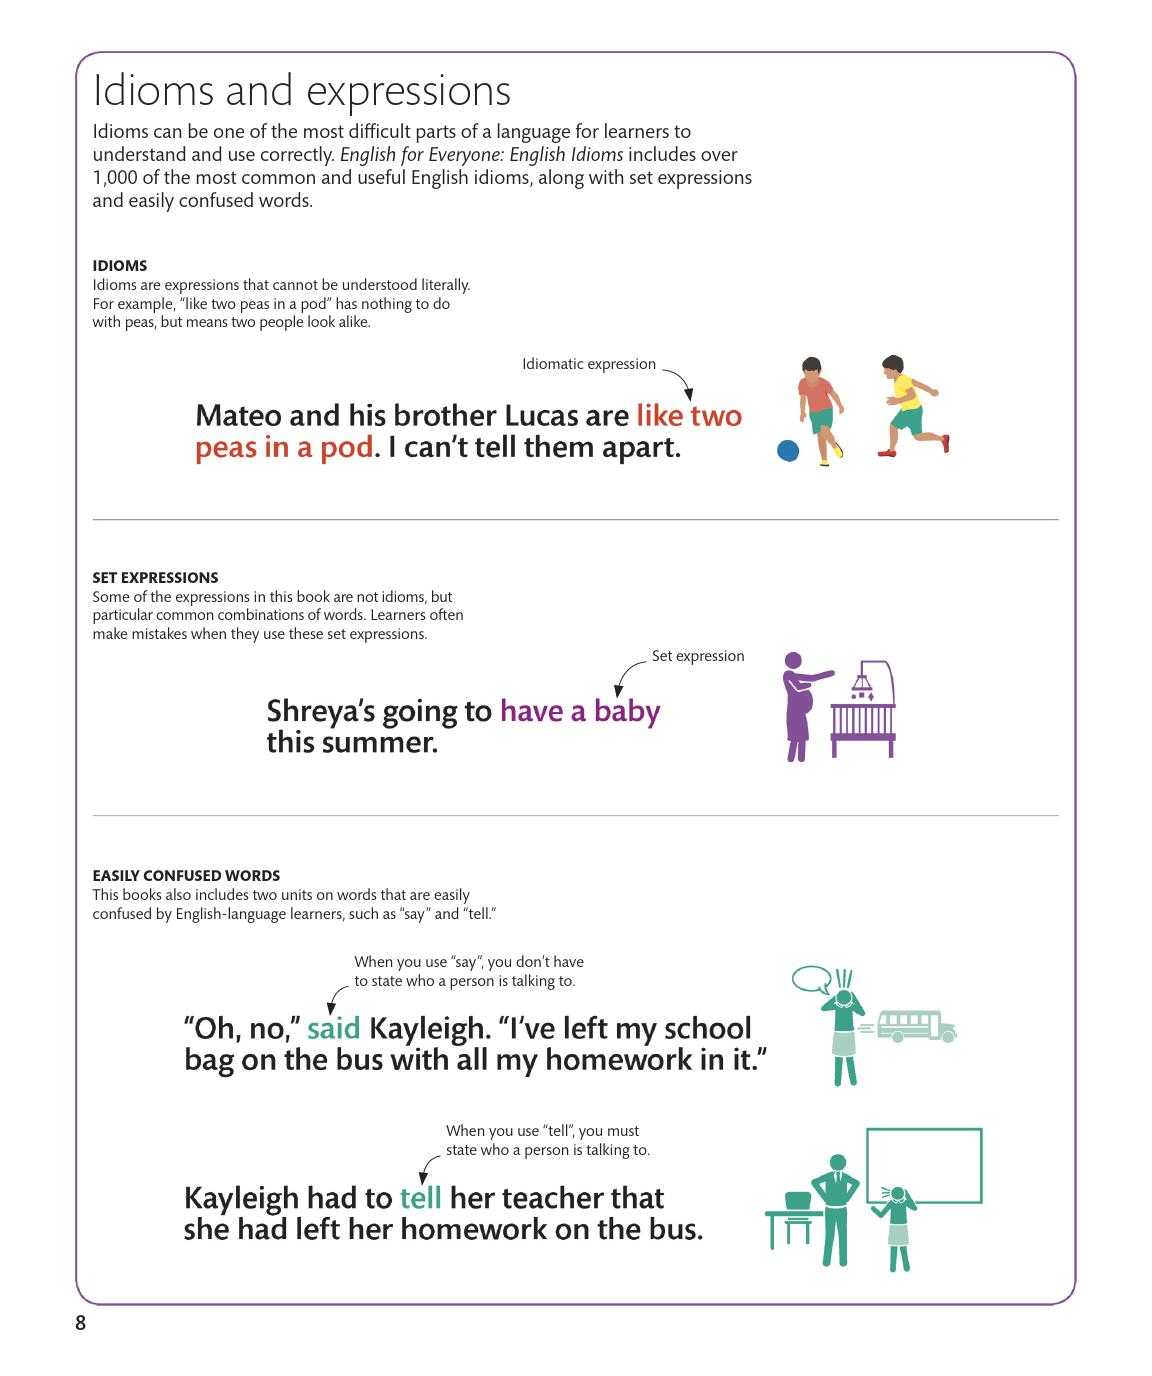 Idioms and expressions
Idioms can be one of the most difficult parts of a language for learners to
understand and use correctly. English for Everyone: English Idioms includes over
1,000 of the most common and useful English idioms, along with set expressions
and easily confused words.
IDIOMS
Idioms are expressions that cannot be understood literally.
For example, “like two peas in a pod” has nothing to do
with peas, but means two people look alike.
Idiomatic expression
Mateo and his brother Lucas are like two
peas in a pod. I can’t tell them apart.
SET EXPRESSIONS
Some of the expressions in this book are not idioms, but
particular common combinations of words. Learners often
make mistakes when they use these set expressions.
Set expression
Shreya’s going to have a baby
this summer.
EASILY CONFUSED WORDS
This books also includes two units on words that are easily
confused by English-language learners, such as “say” and “tell.”
When you use “say”, you don’t have
to state who a person is talking to.
“Oh, no,” said Kayleigh. “I’ve left my school
bag on the bus with all my homework in it.”
When you use “tell”, you must
state who a person is talking to.
Kayleigh had to tell her teacher that
she had left her homework on the bus.
8